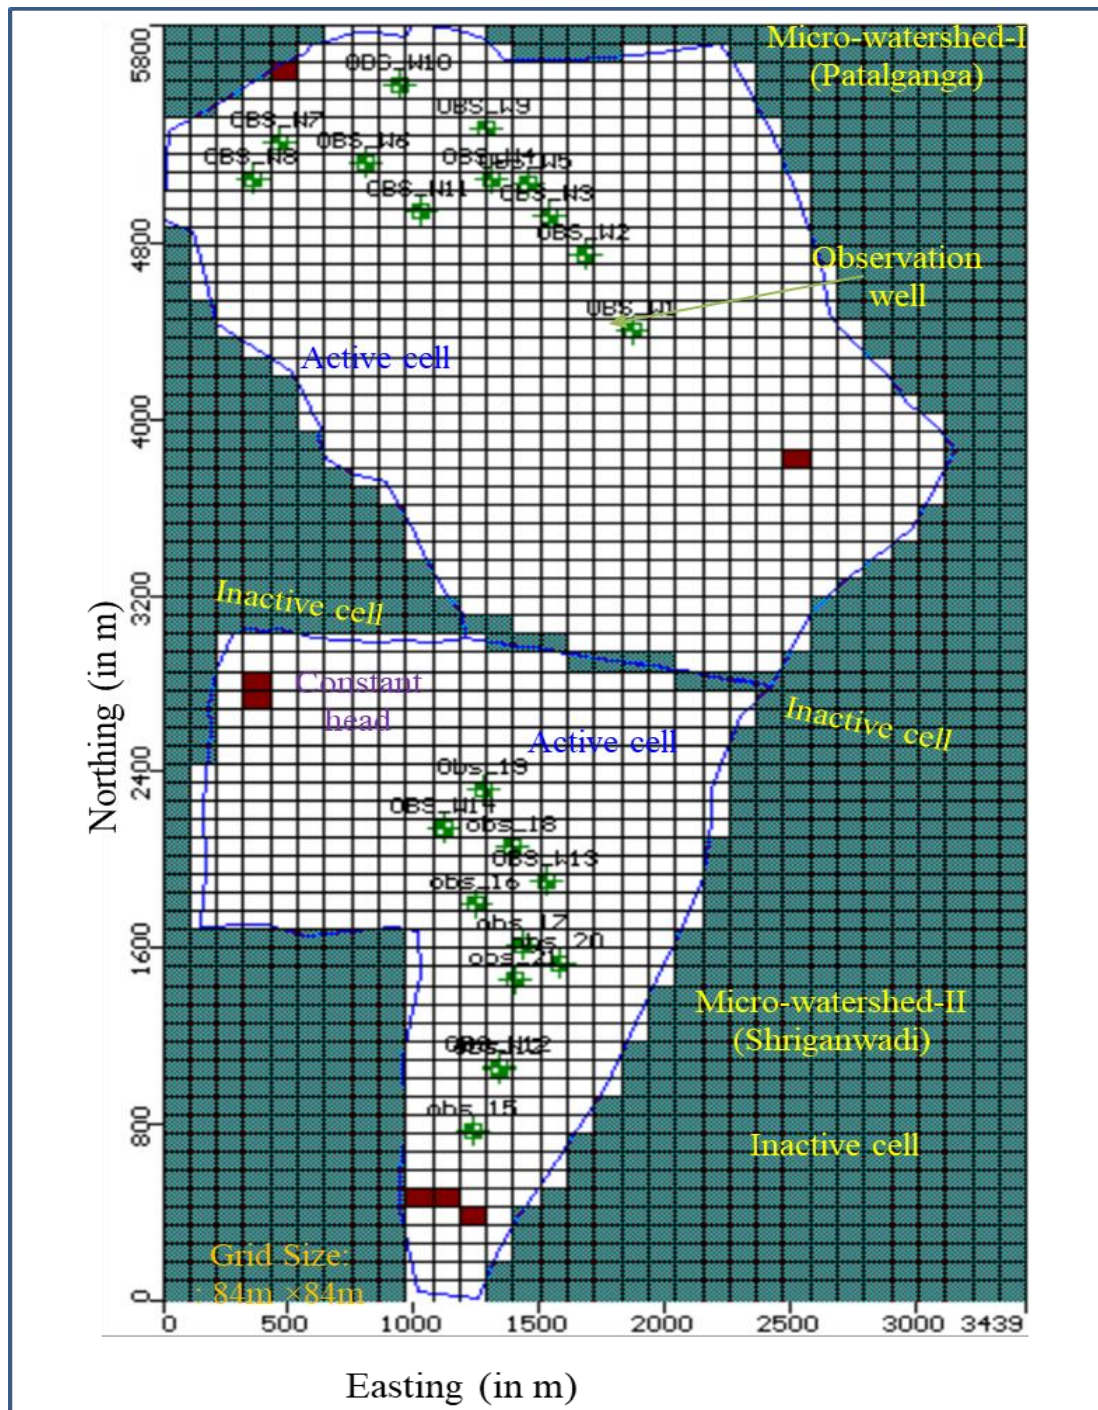 Micro-watershed-I
(Patalganga)
5800
OBS_W10
OBS_W9
OBS_W7
OBS_W6
OBS_W8
OBS_W4
OBS_W5
OBS_W11
OBS_W3
OBS_W2
4800
Observation
well
OBS_W1
Active cell
4000
3200
Inactive cell
Constant
head
Inactive cell
Active cell
2400
Obs_19
OBS_W14
obs_18
OBS_W13
obs_16
obs_17
obs_20
1600
Micro-watershed-II
(Shriganwadi)
OBS_W12
obs_15
800
Inactive cell
Grid Size:
: 84m ×84m
0
0 500 1000 1500 2000 2500 3000 3439
Northing (in m)
Easting (in m)